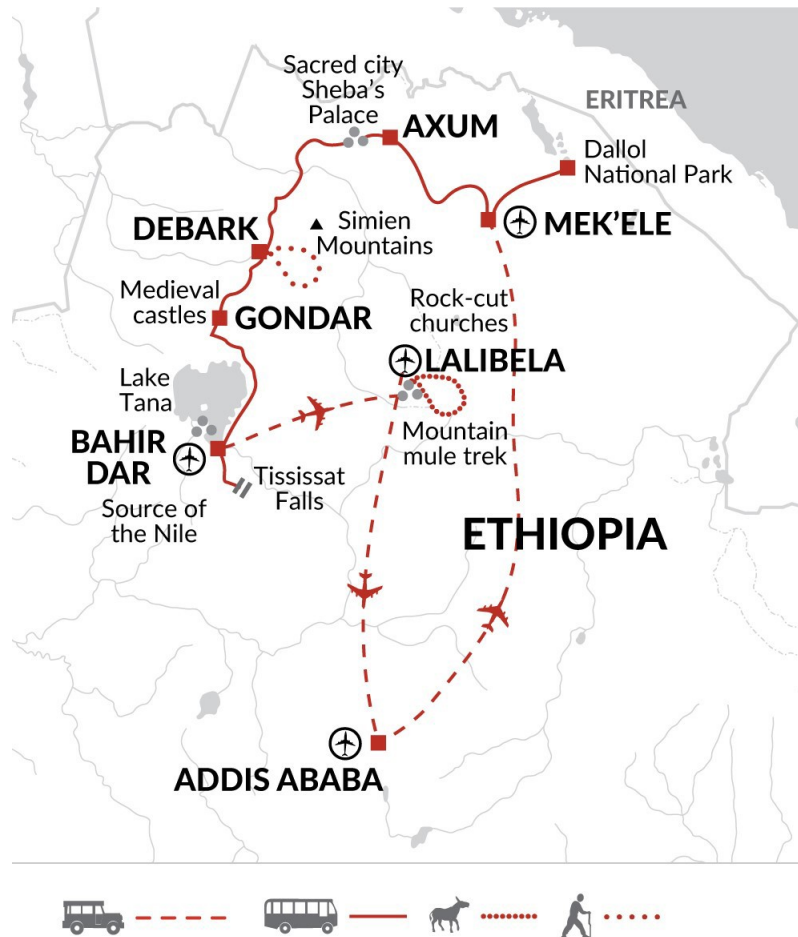 Sacred city
Sheba's
Palace
AXUM
ERITREA
Dallol
National Park
MEK'ELE
DEBARK
Simien
Mountains
Medieval
castles
GONDAR
Rock-cut
churches
LALIBELA
Lake
Tana
Mountain
mule trek
BAHIR
DAR
Tississat
Falls
Source of
the Nile
ETHIOPIA
ADDIS ABABA